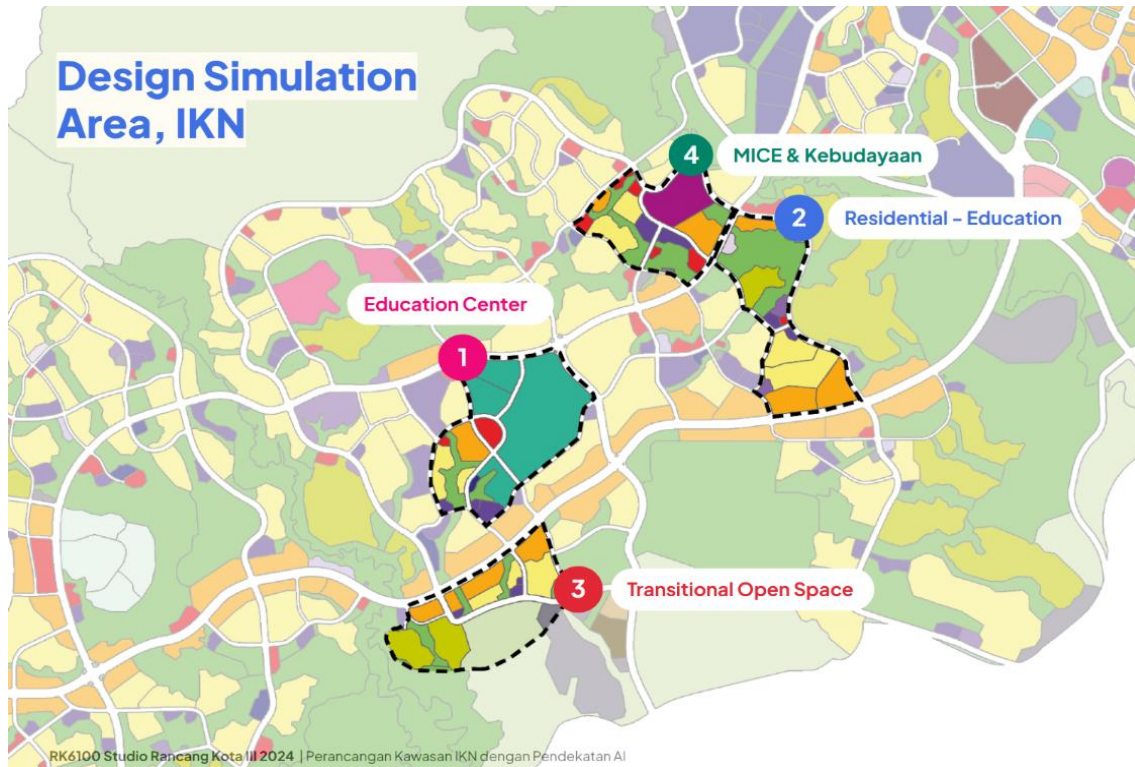 Design Simulation
Area, IKN
4
MICE & Kebudayaan
2
Residential - Education
Education Center
1
3
Transitional Open Space
RK6100 Studio Rancang Kota III 2024 | Perancangan Kawasan IKN dengan Pendekatan AI